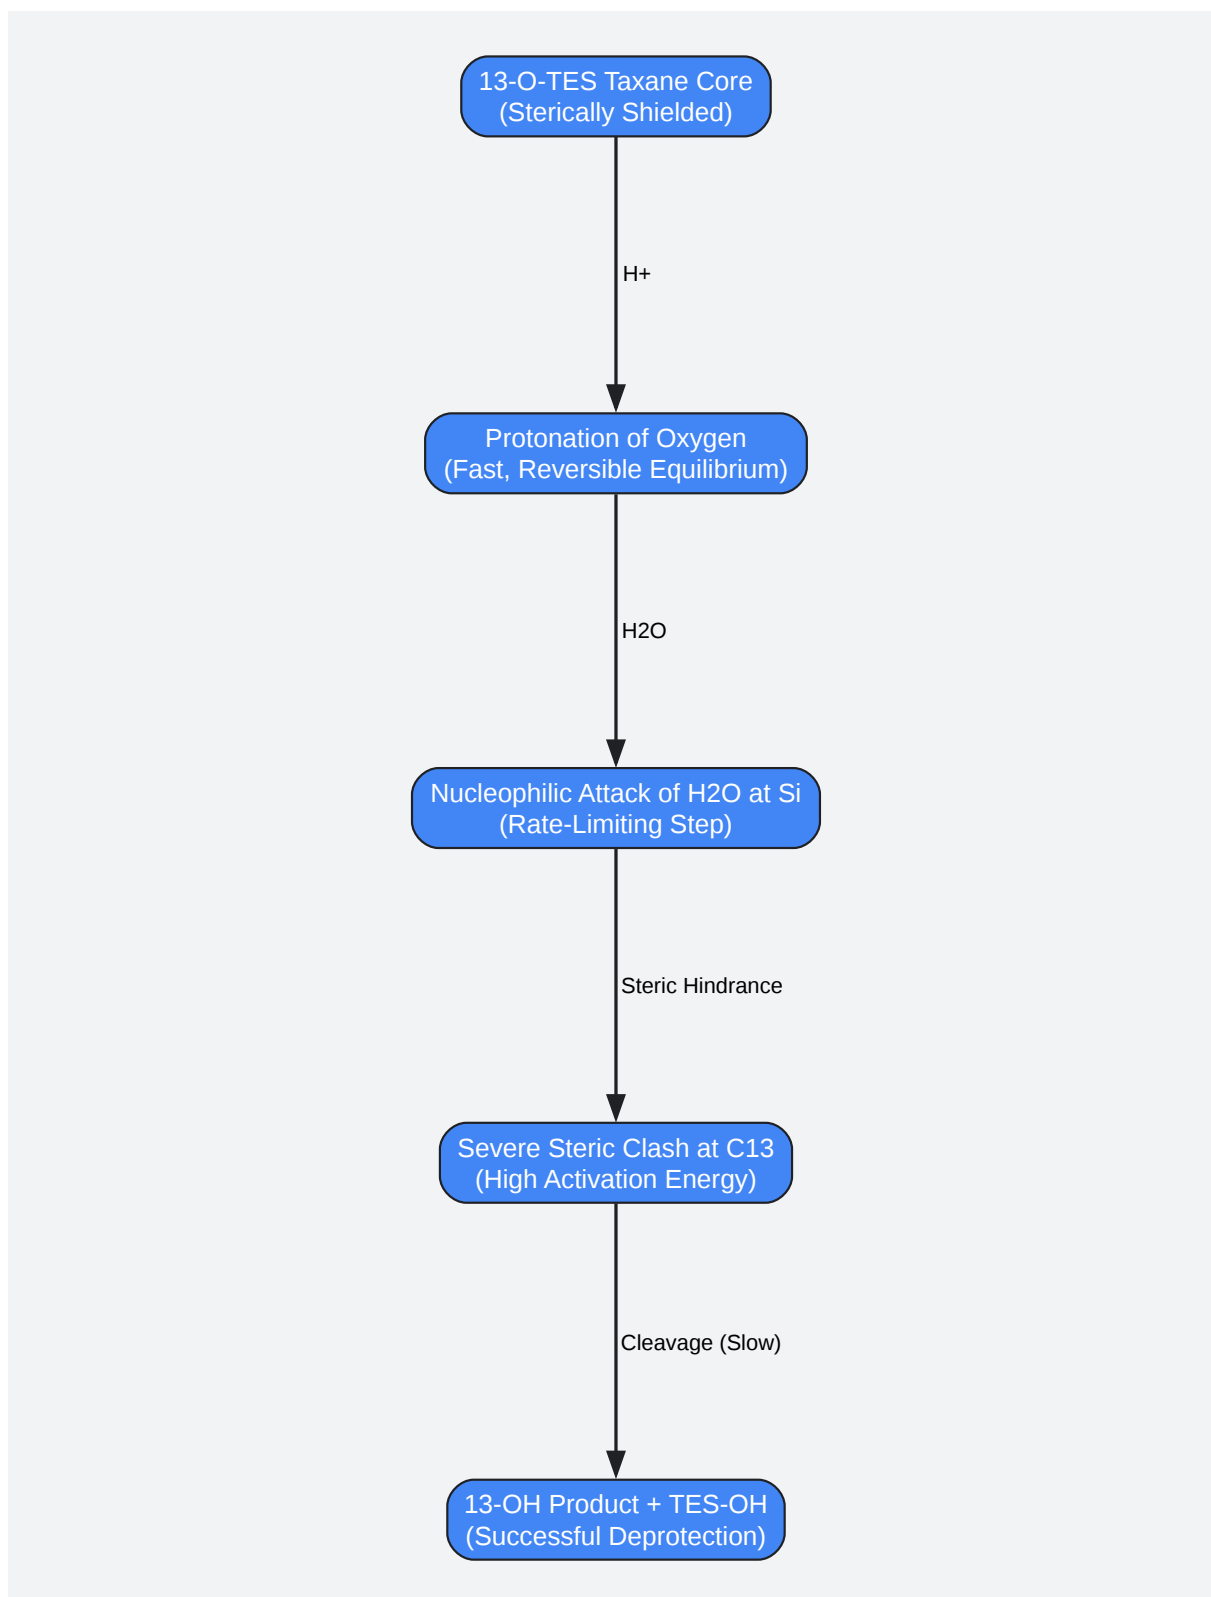 13-O-TES Taxane Core
(Sterically Shielded)
H+
Protonation of Oxygen
(Fast, Reversible Equilibrium)
H2O
Nucleophilic Attack of H2O at Si
(Rate-Limiting Step)
Steric Hindrance
Severe Steric Clash at C13
(High Activation Energy)
Cleavage (Slow)
13-OH Product + TES-OH
(Successful Deprotection)